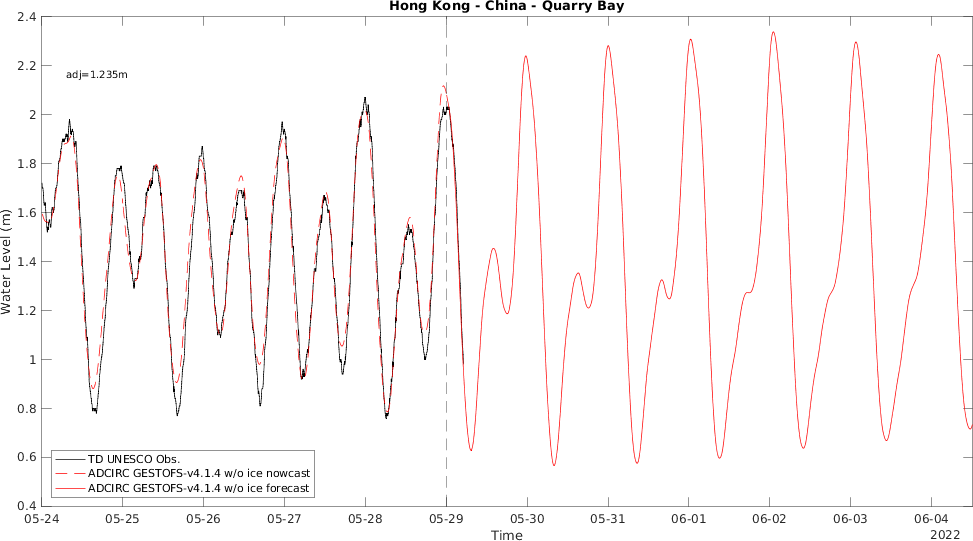 Hong Kong - China - Quarry Bay
adj=1.235m
Water Level (m)
2.4
2.2
2
1.8
1.6
1.4
1.2
1
0.8
0.6
0.4
TD UNESCO Obs.
ADCIRC GESTOFS-v4.1.4 w/o ice nowcast
ADCIRC GESTOFS-v4.1.4 w/o ice forecast
05-24 05-25 05-26 05-27 05-28 05-29 05-30 05-31 06-01 06-02 06-03 06-04
2022
Time